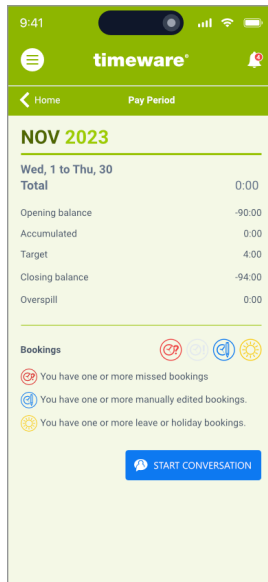 9:41
timeware®
4
Home
Pay Period
NOV 2023
Wed, 1 to Thu, 30
Total 0:00
Opening balance -90:00
Accumulated 0:00
Target 4:00
Closing balance -94:00
Overspill 0:00
Bookings
You have one or more missed bookings
You have one or more manually edited bookings.
You have one or more leave or holiday bookings.
START CONVERSATION